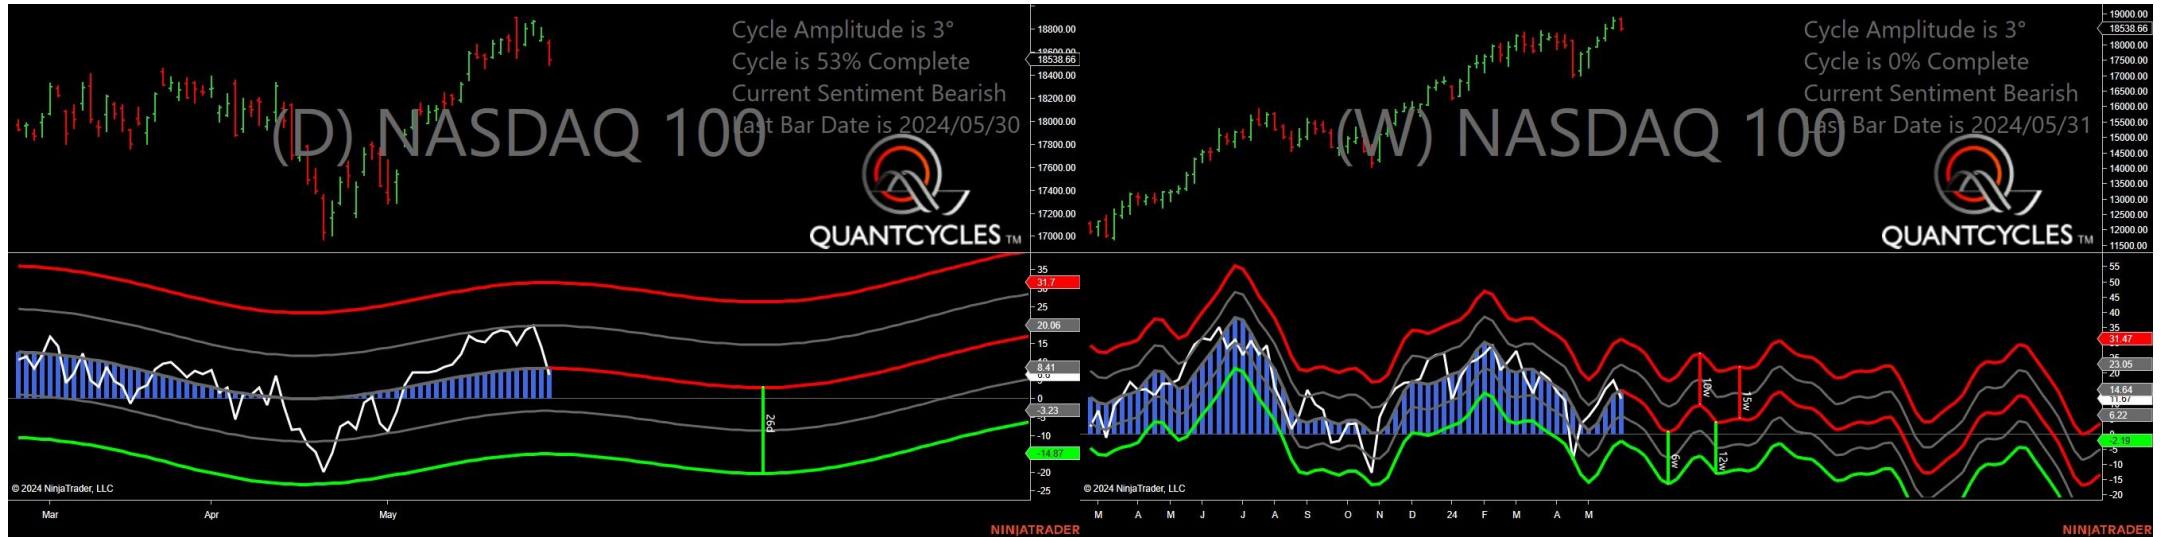 Cycle Amplitude is 3°
Cycle is 53% Complete
Current Sentiment Bearish
Last Bar Date is 2024/05/30
(D) NASDAQ 100
QUANTCYCLES TM
18800.00
18600.00
18538.66
18400.00
18200.00
18000.00
17800.00
17600.00
17400.00
17200.00
17000.00
35
31.7
25
20.06
15
8.41
0
-3.23
-10
-14.87
-20
-25
26d
© 2024 NinjaTrader, LLC
Mar
Apr
May
NINJATRADER
Cycle Amplitude is 3°
Cycle is 0% Complete
Current Sentiment Bearish
Last Bar Date is 2024/05/31
(W) NASDAQ 100
QUANTCYCLES TM
19000.00
18538.66
18000.00
17500.00
17000.00
16500.00
16000.00
15500.00
15000.00
14500.00
14000.00
13500.00
13000.00
12500.00
12000.00
11500.00
55
50
45
40
35
31.47
23.05
20
14.64
11.67
6.22
-2.19
-5
-10
-15
-20
10w
15w
6w
12w
© 2024 NinjaTrader, LLC
M A M J J A S O N D 24 F M A M
NINJATRADER